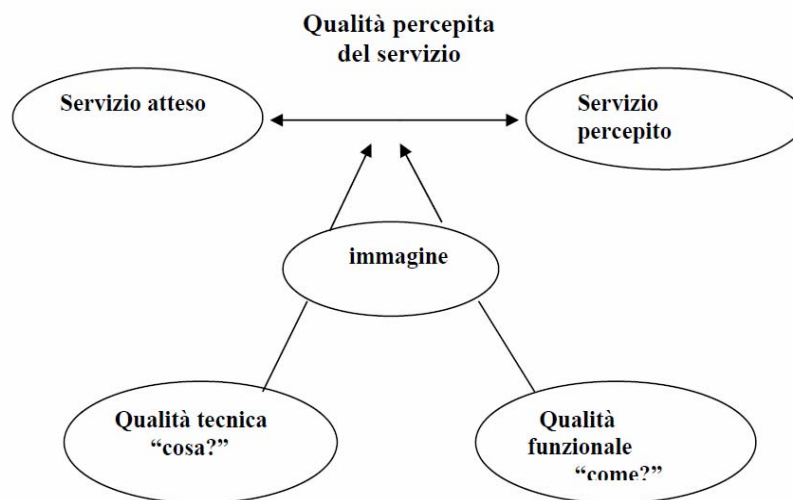 Qualità percepita
del servizio
Servizio atteso
Servizio
percepito
immagine
Qualità tecnica
“cosa?”
Qualità
funzionale
“come?”